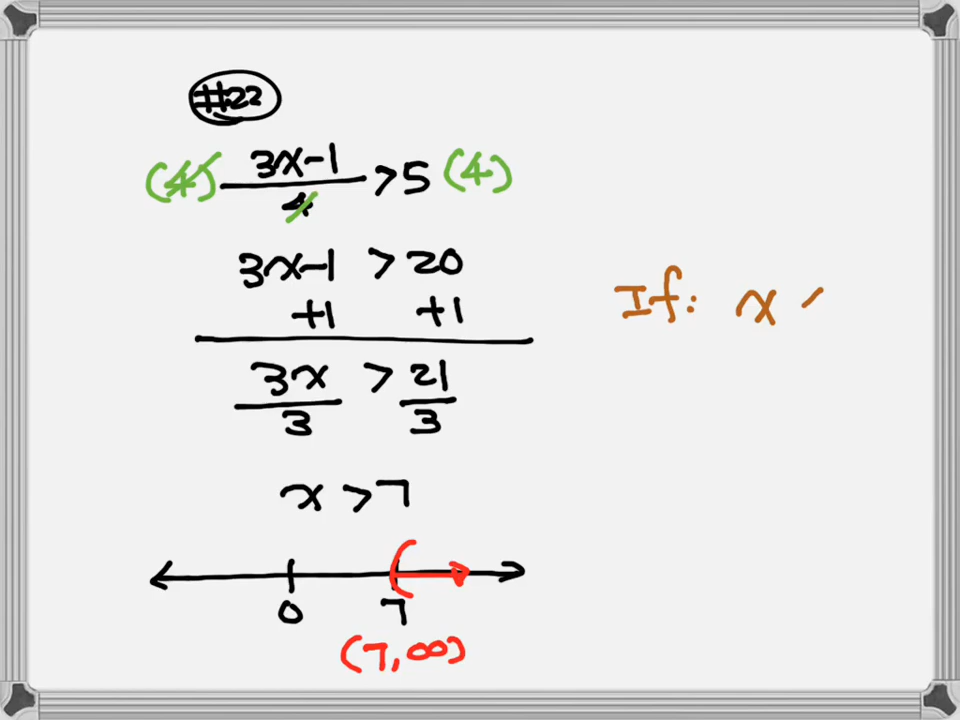 #22
(4) 3x-1 / 4 > 5 (4)
3x-1 > 20
+1 +1
3x / 3 > 21 / 3
x > 7
0 7
(7, ∞)
If: x